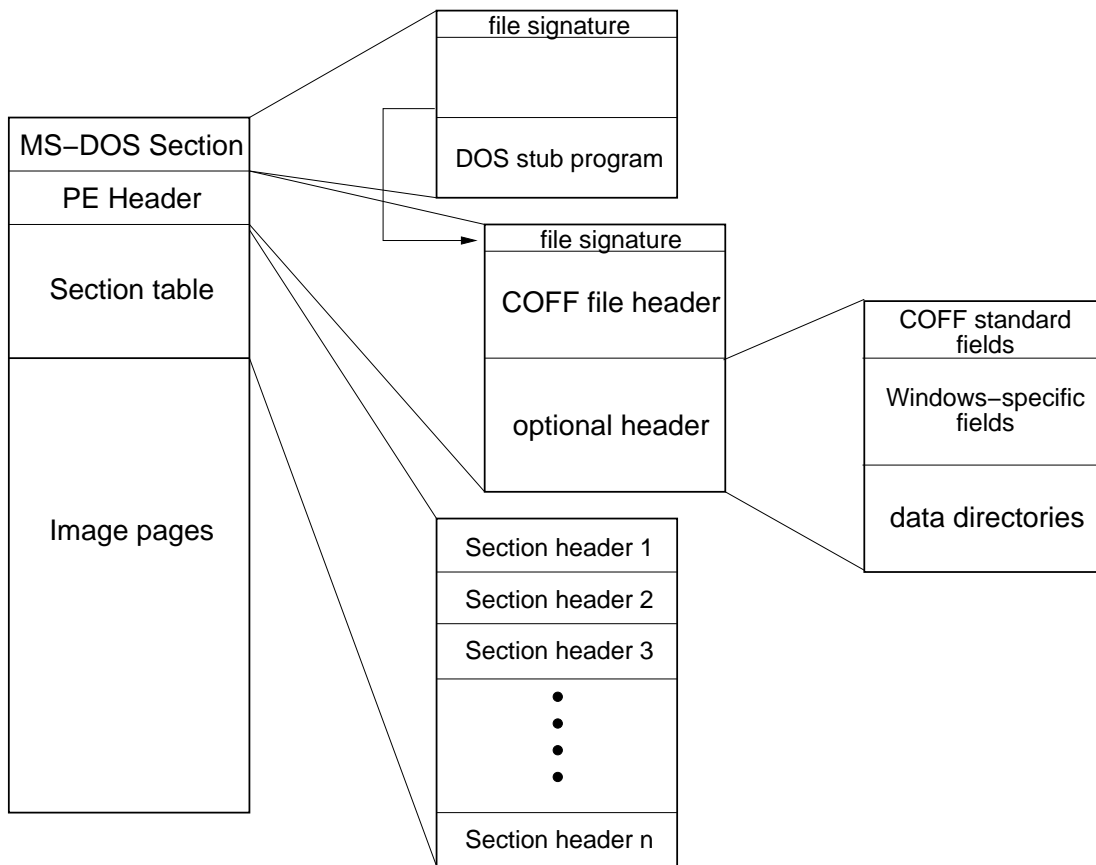 file signature
DOS stub program
MS−DOS Section
PE Header
Section table
Image pages
file signature
COFF file header
optional header
COFF standard
fields
Windows−specific
fields
data directories
Section header 1
Section header 2
Section header 3
Section header n